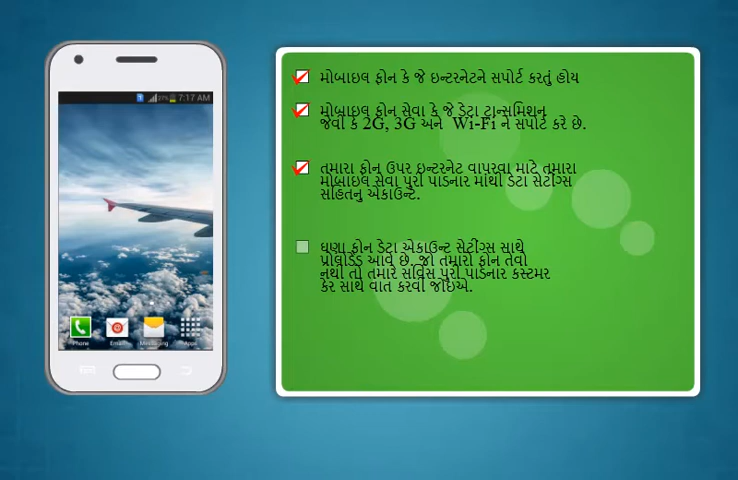 7:17 AM
Phone
Email
Messaging
Apps
મોબાઇલ ફોન કે જે ઇન્ટરનેટને સપોર્ટ કરતું હોય
મોબાઇલ ફોન સેવા કે જે ડેટા ટ્રાન્સમિશન
જેવી કે 2G, 3G અને Wi-Fi ને સપોર્ટ કરે છે.
તમારા ફોન ઉપર ઇન્ટરનેટ વાપરવા માટે તમારા
મોબાઇલ સેવા પુરી પાડનાર માંથી ડેટા સેટીંગ્સ
સહિતનું એકાઉન્ટ.
ઘણા ફોન ડેટા એકાઉન્ટ સેટીંગ્સ સાથે
પ્રીલોડેડ આવે છે. જો તમારો ફોન તેવો
નથી તો તમારે સર્વિસ પુરી પાડનાર કસ્ટમર
કેર સાથે વાત કરવી જોઇએ.